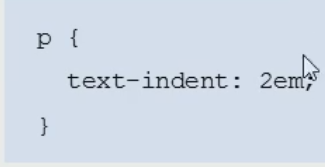 p {
  text-indent: 2em;
}